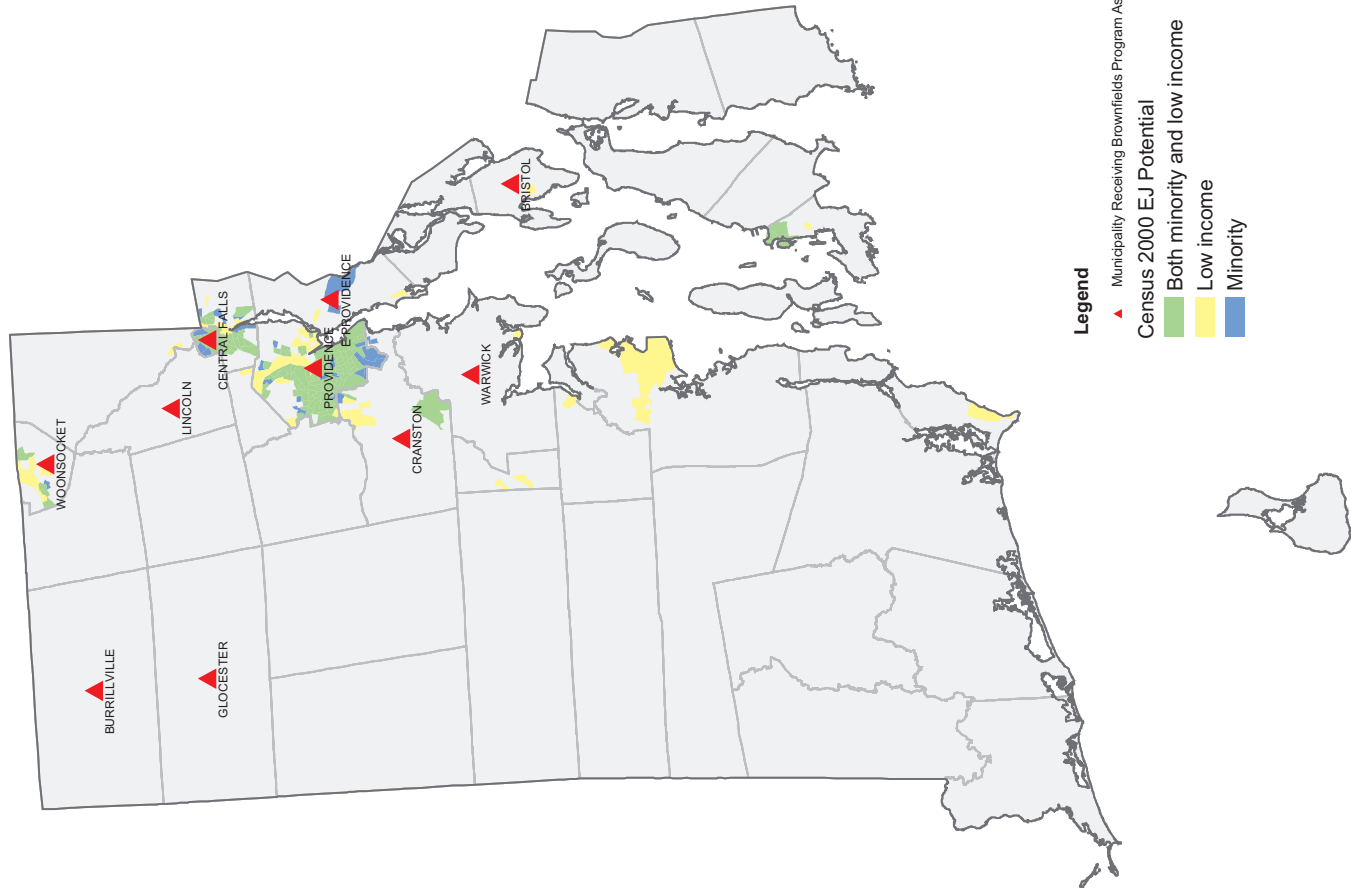 WOONSOCKET
CENTRAL FALLS
LINCOLN
BURRILLVILLE
GLOCESTER
PROVIDENCE
E PROVIDENCE
CRANSTON
WARWICK
BRISTOL
Legend
Municipality Receiving Brownfields Program As
Census 2000 EJ Potential
Both minority and low income
Low income
Minority